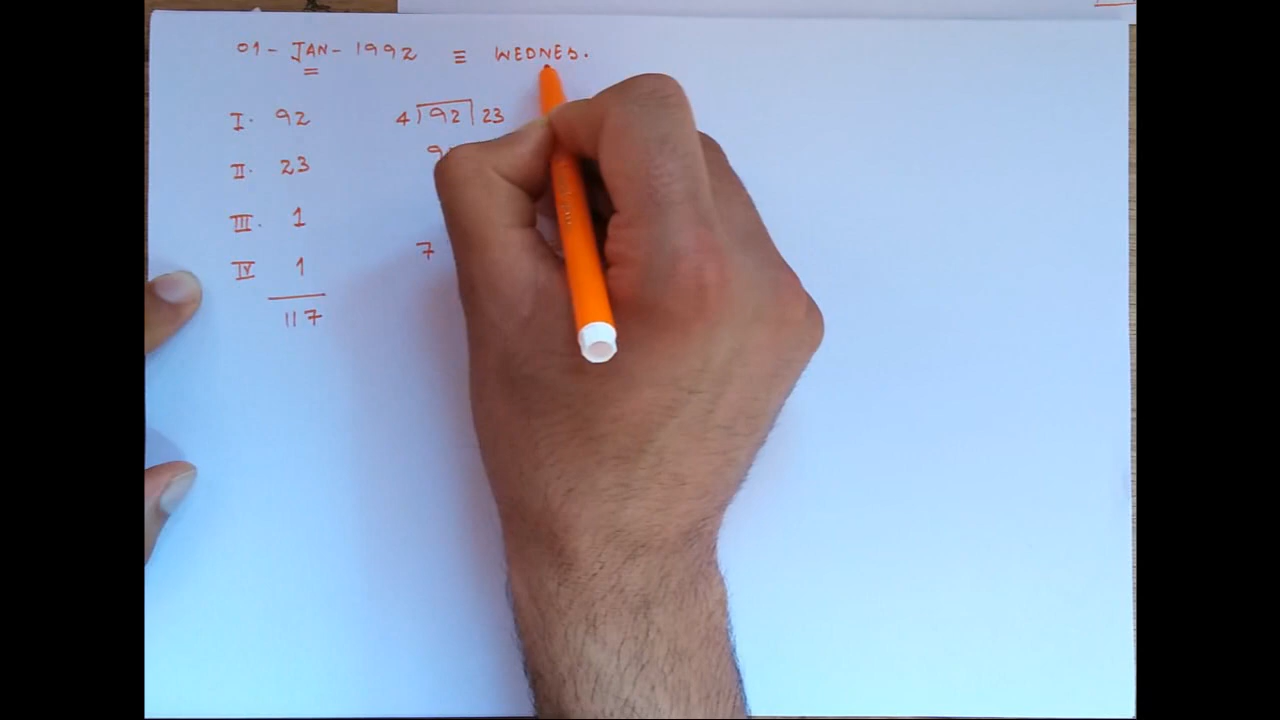 01 - JAN - 1992 ≡ WEDNES.
I. 92 4 92 23
II. 23
III. 1
IV 1 7
117